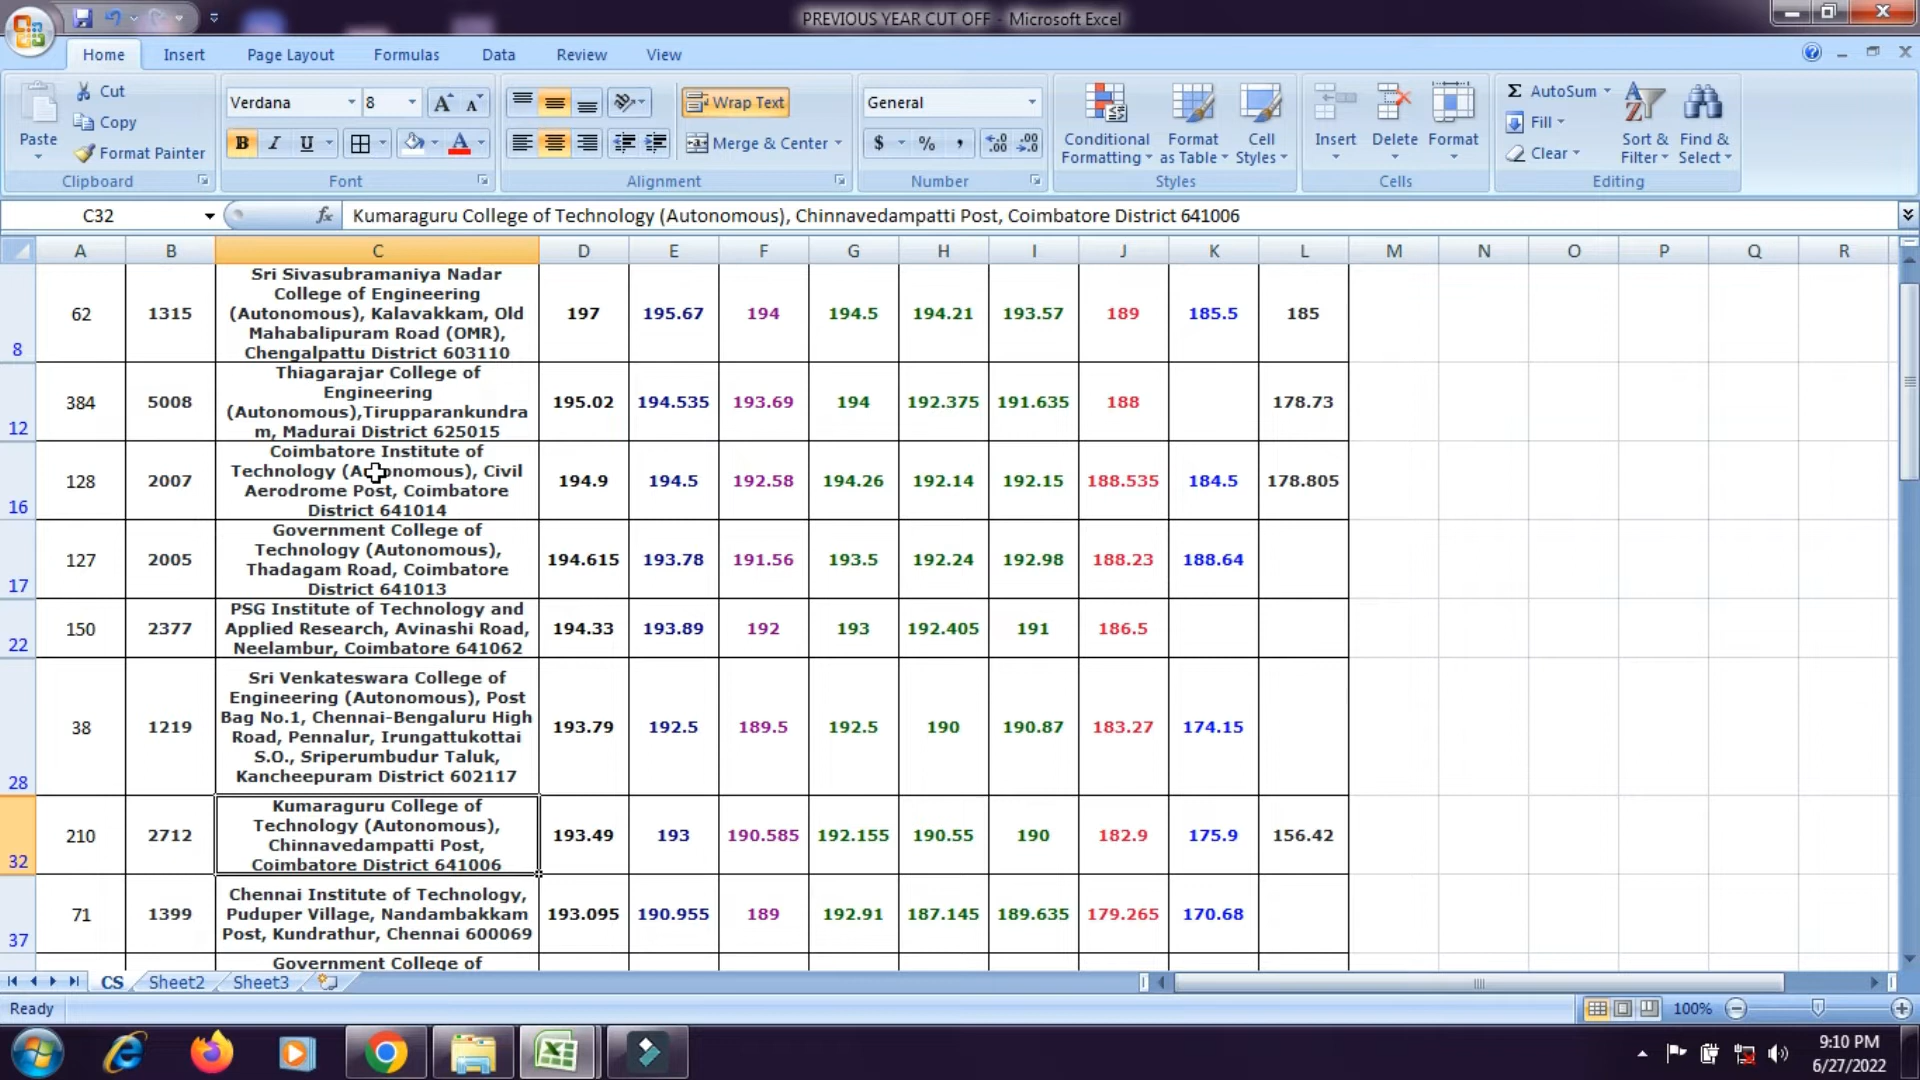 PREVIOUS YEAR CUT OFF - Microsoft Excel
Home Insert Page Layout Formulas Data Review View
Paste
Cut
Copy
Format Painter
Clipboard
Verdana 8
B I U
Font
Wrap Text
Merge & Center
Alignment
General
$ % ,
Number
Conditional Formatting
Format as Table
Cell Styles
Styles
Insert Delete Format
Cells
Σ AutoSum
Fill
Clear
Sort & Filter
Find & Select
Editing
C32 fx Kumaraguru College of Technology (Autonomous), Chinnavedampatti Post, Coimbatore District 641006
A B C D E F G H I J K L M N O P Q R
8 62 1315
Sri Sivasubramaniya Nadar
College of Engineering
(Autonomous), Kalavakkam, Old
Mahabalipuram Road (OMR),
Chengalpattu District 603110
197 195.67 194 194.5 194.21 193.57 189 185.5 185
12 384 5008
Thiagarajar College of
Engineering
(Autonomous),Tirupparankundra
m, Madurai District 625015
195.02 194.535 193.69 194 192.375 191.635 188 178.73
16 128 2007
Coimbatore Institute of
Technology (Autonomous), Civil
Aerodrome Post, Coimbatore
District 641014
194.9 194.5 192.58 194.26 192.14 192.15 188.535 184.5 178.805
17 127 2005
Government College of
Technology (Autonomous),
Thadagam Road, Coimbatore
District 641013
194.615 193.78 191.56 193.5 192.24 192.98 188.23 188.64
22 150 2377
PSG Institute of Technology and
Applied Research, Avinashi Road,
Neelambur, Coimbatore 641062
194.33 193.89 192 193 192.405 191 186.5
28 38 1219
Sri Venkateswara College of
Engineering (Autonomous), Post
Bag No.1, Chennai-Bengaluru High
Road, Pennalur, Irungattukottai
S.O., Sriperumbudur Taluk,
Kancheepuram District 602117
193.79 192.5 189.5 192.5 190 190.87 183.27 174.15
32 210 2712
Kumaraguru College of
Technology (Autonomous),
Chinnavedampatti Post,
Coimbatore District 641006
193.49 193 190.585 192.155 190.55 190 182.9 175.9 156.42
37 71 1399
Chennai Institute of Technology,
Puduper Village, Nandambakkam
Post, Kundrathur, Chennai 600069
193.095 190.955 189 192.91 187.145 189.635 179.265 170.68
Government College of
CS Sheet2 Sheet3
Ready 100%
9:10 PM
6/27/2022